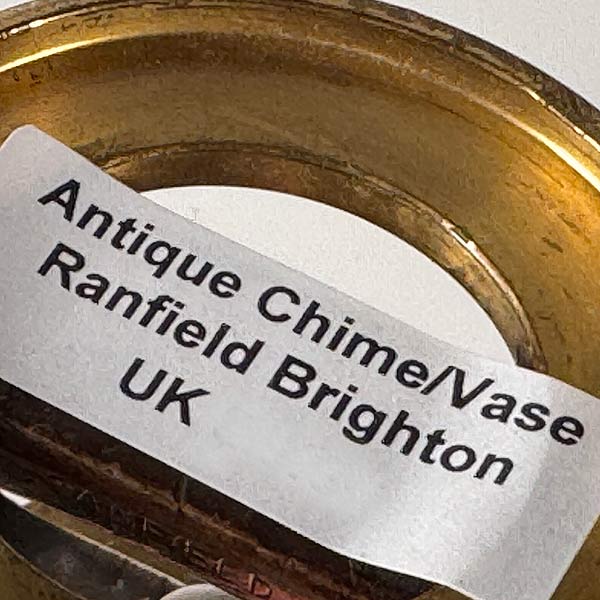 Antique Chime/Vase
Ranfield Brighton
UK